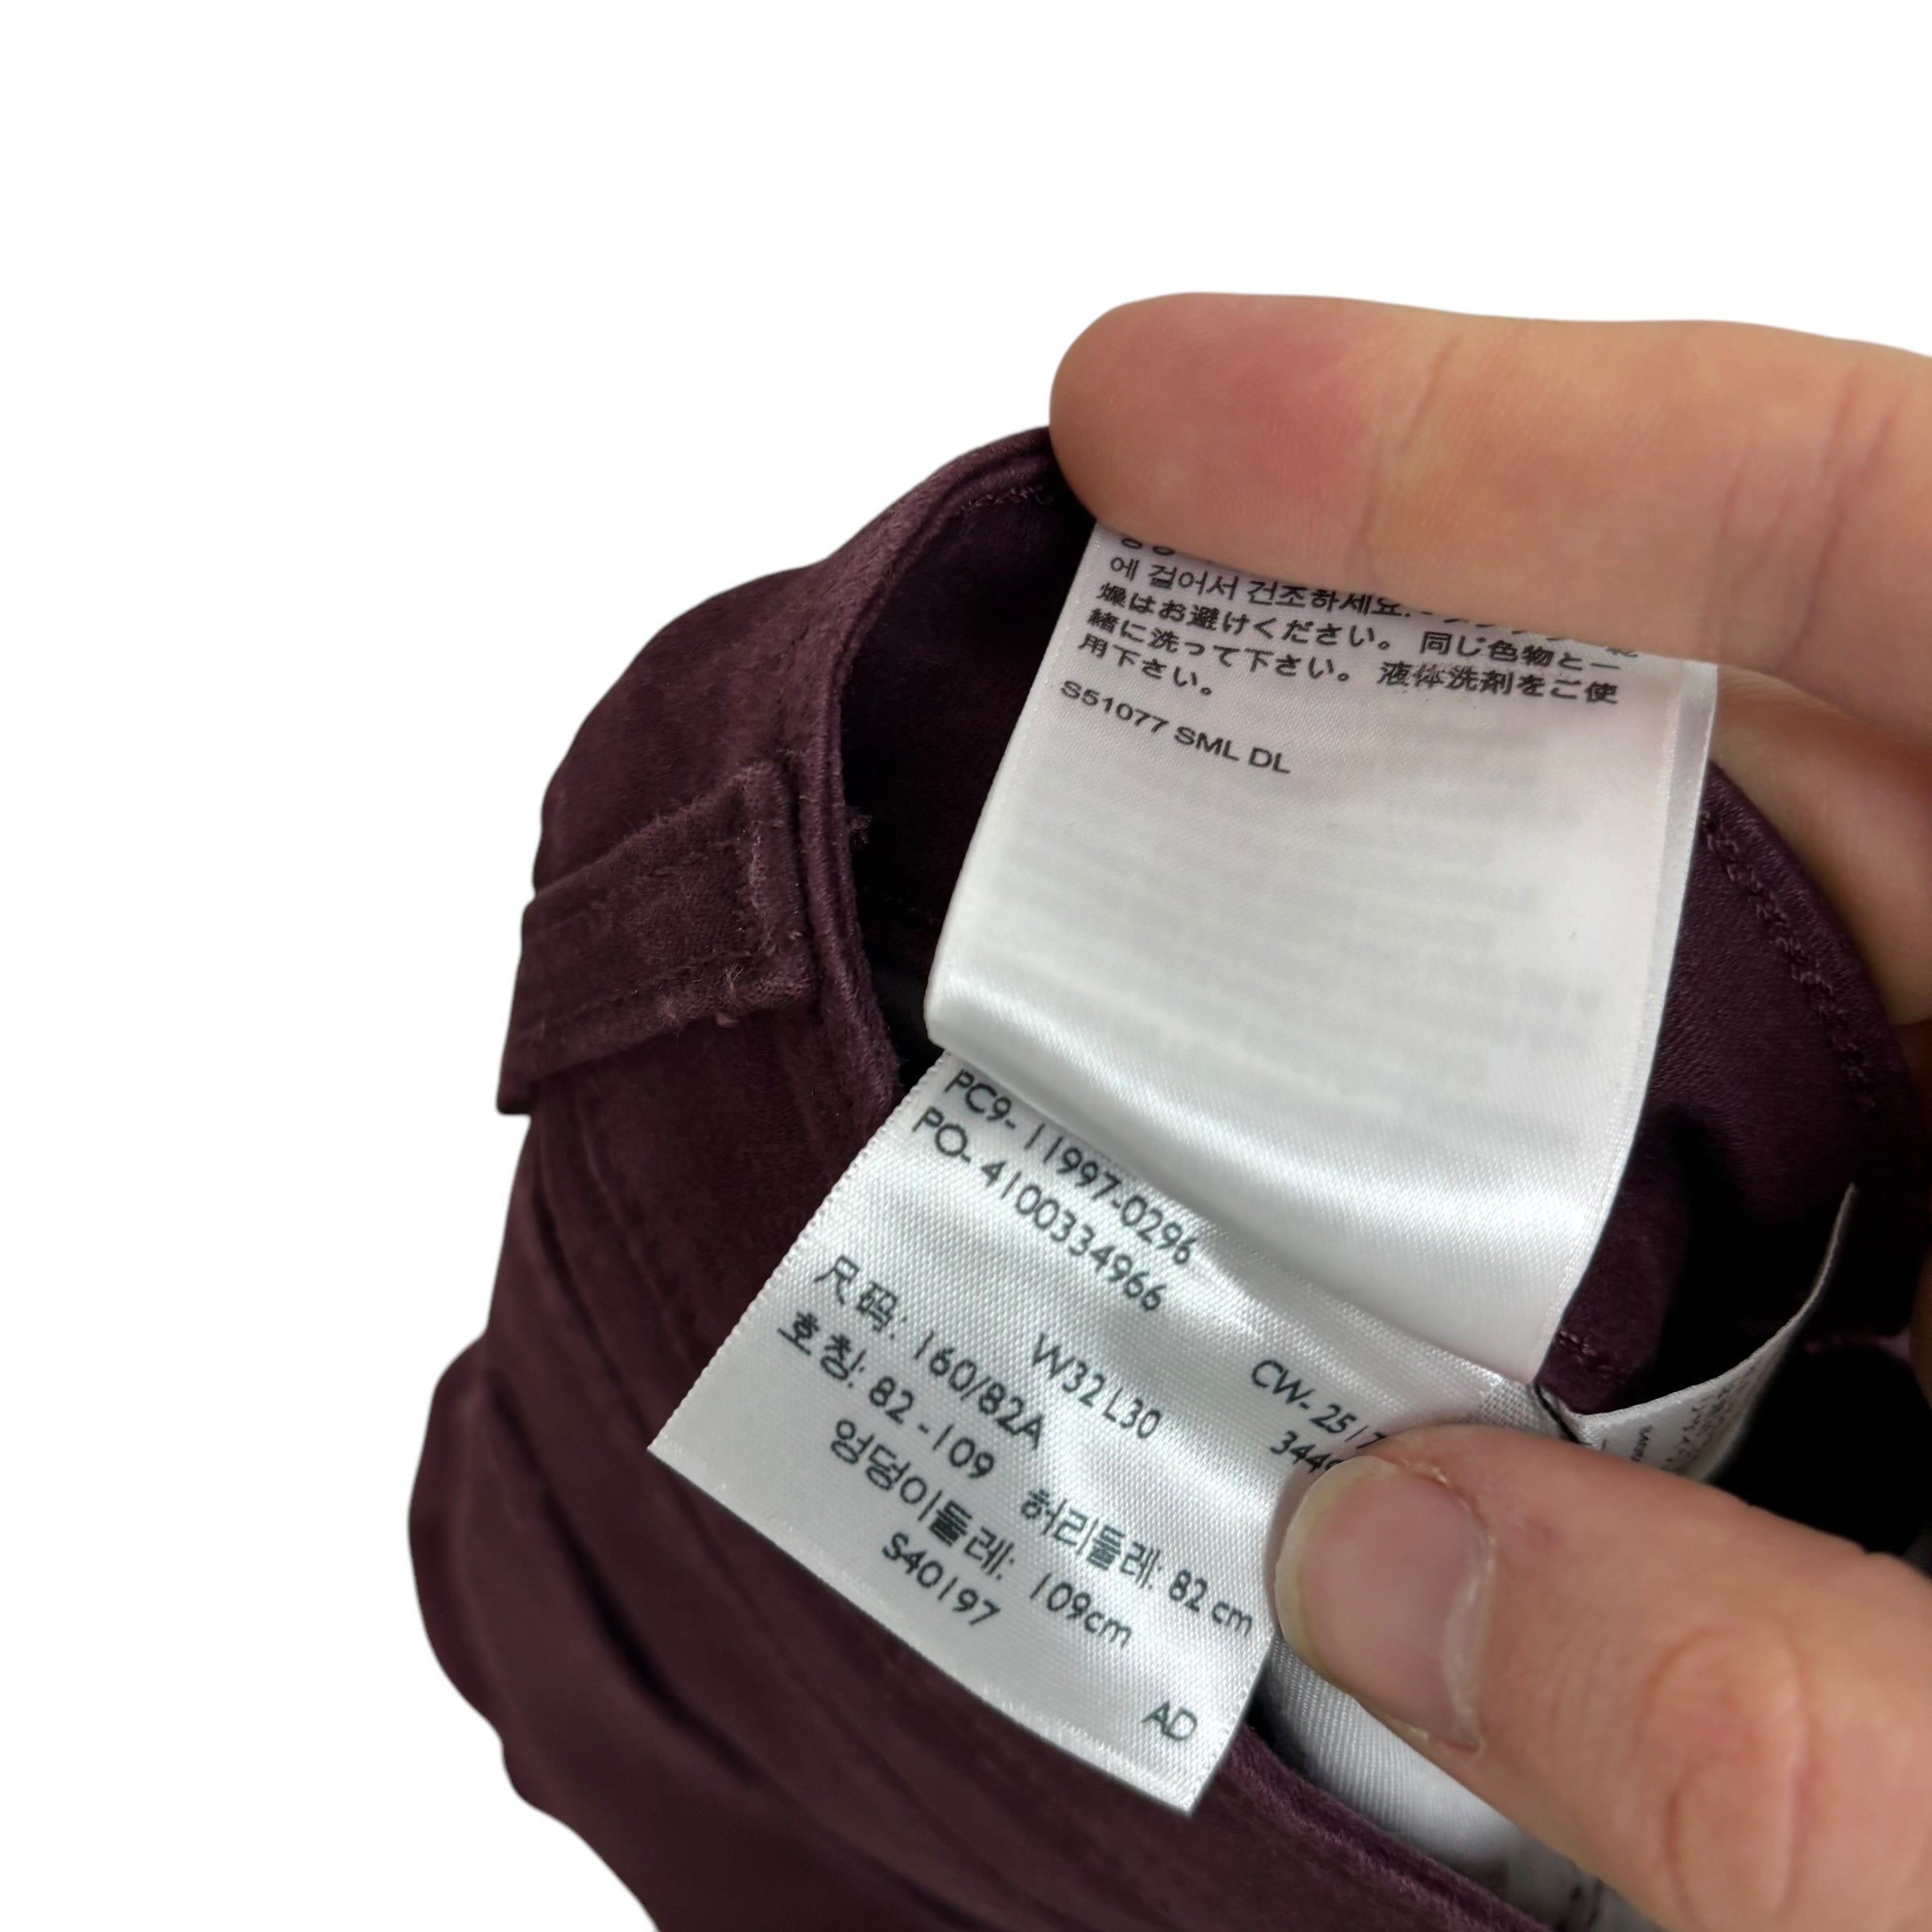 에 걸어서 건조하세요.
燥はお避けください。 同じ色物と一
緒に洗って下さい。 液体洗剤をご使
用下さい。
S51077 SML DL
PC9-11997-0296
PO-4100334966
CW-251
W32 L30
尺码: 160/82A
호칭: 82 -109
허리둘레: 82 cm
엉덩이둘레: 109cm
S40197
AD